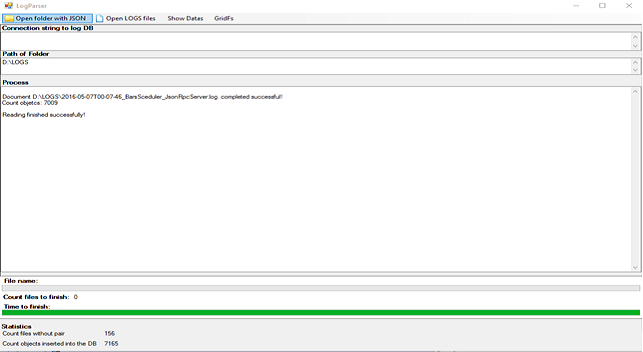 LogParser
Open folder with JSON Open LOGS files Show Datas GridFs
Connection string to log DB
Path of Folder
D:\LOGS
Process
Document D:\LOGS\2016-05-07T00-07-46_BarsSceduler_JsonRpcServer.log completed successful!
Count objetcs: 7009
Reading finished successfully!
File name:
Count files to finish: 0
Time to finish:
Statistics
Count files without pair 156
Count objects inserted into the DB 7165